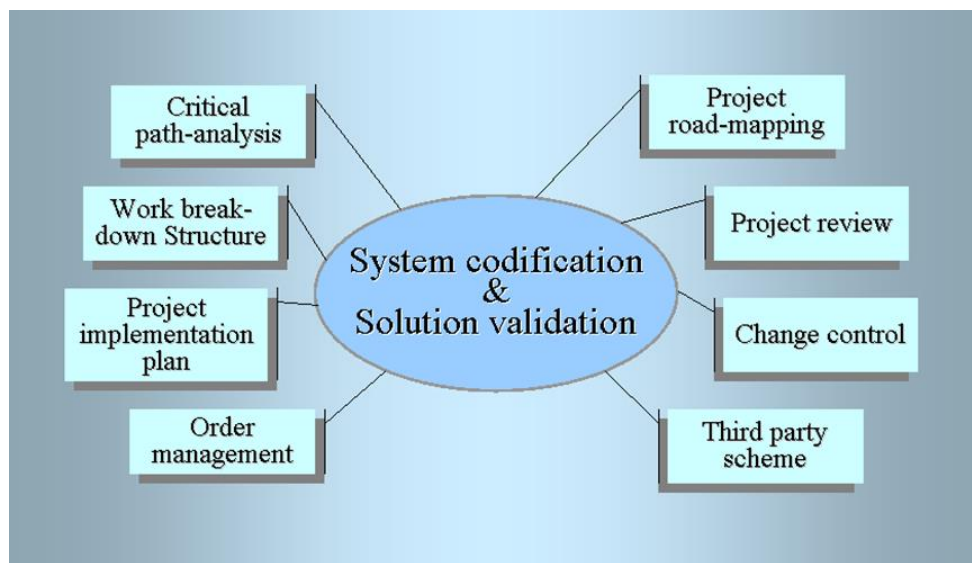 Critical
path-analysis
Work break-
down Structure
Project
implementation
plan
Order
management
System codification
&
Solution validation
Project
road-mapping
Project review
Change control
Third party
scheme